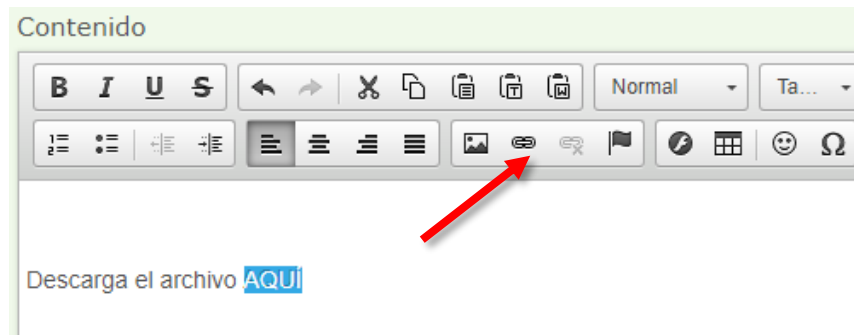 Contenido
B I U S Normal Ta...
Ω
Descarga el archivo AQUÍ